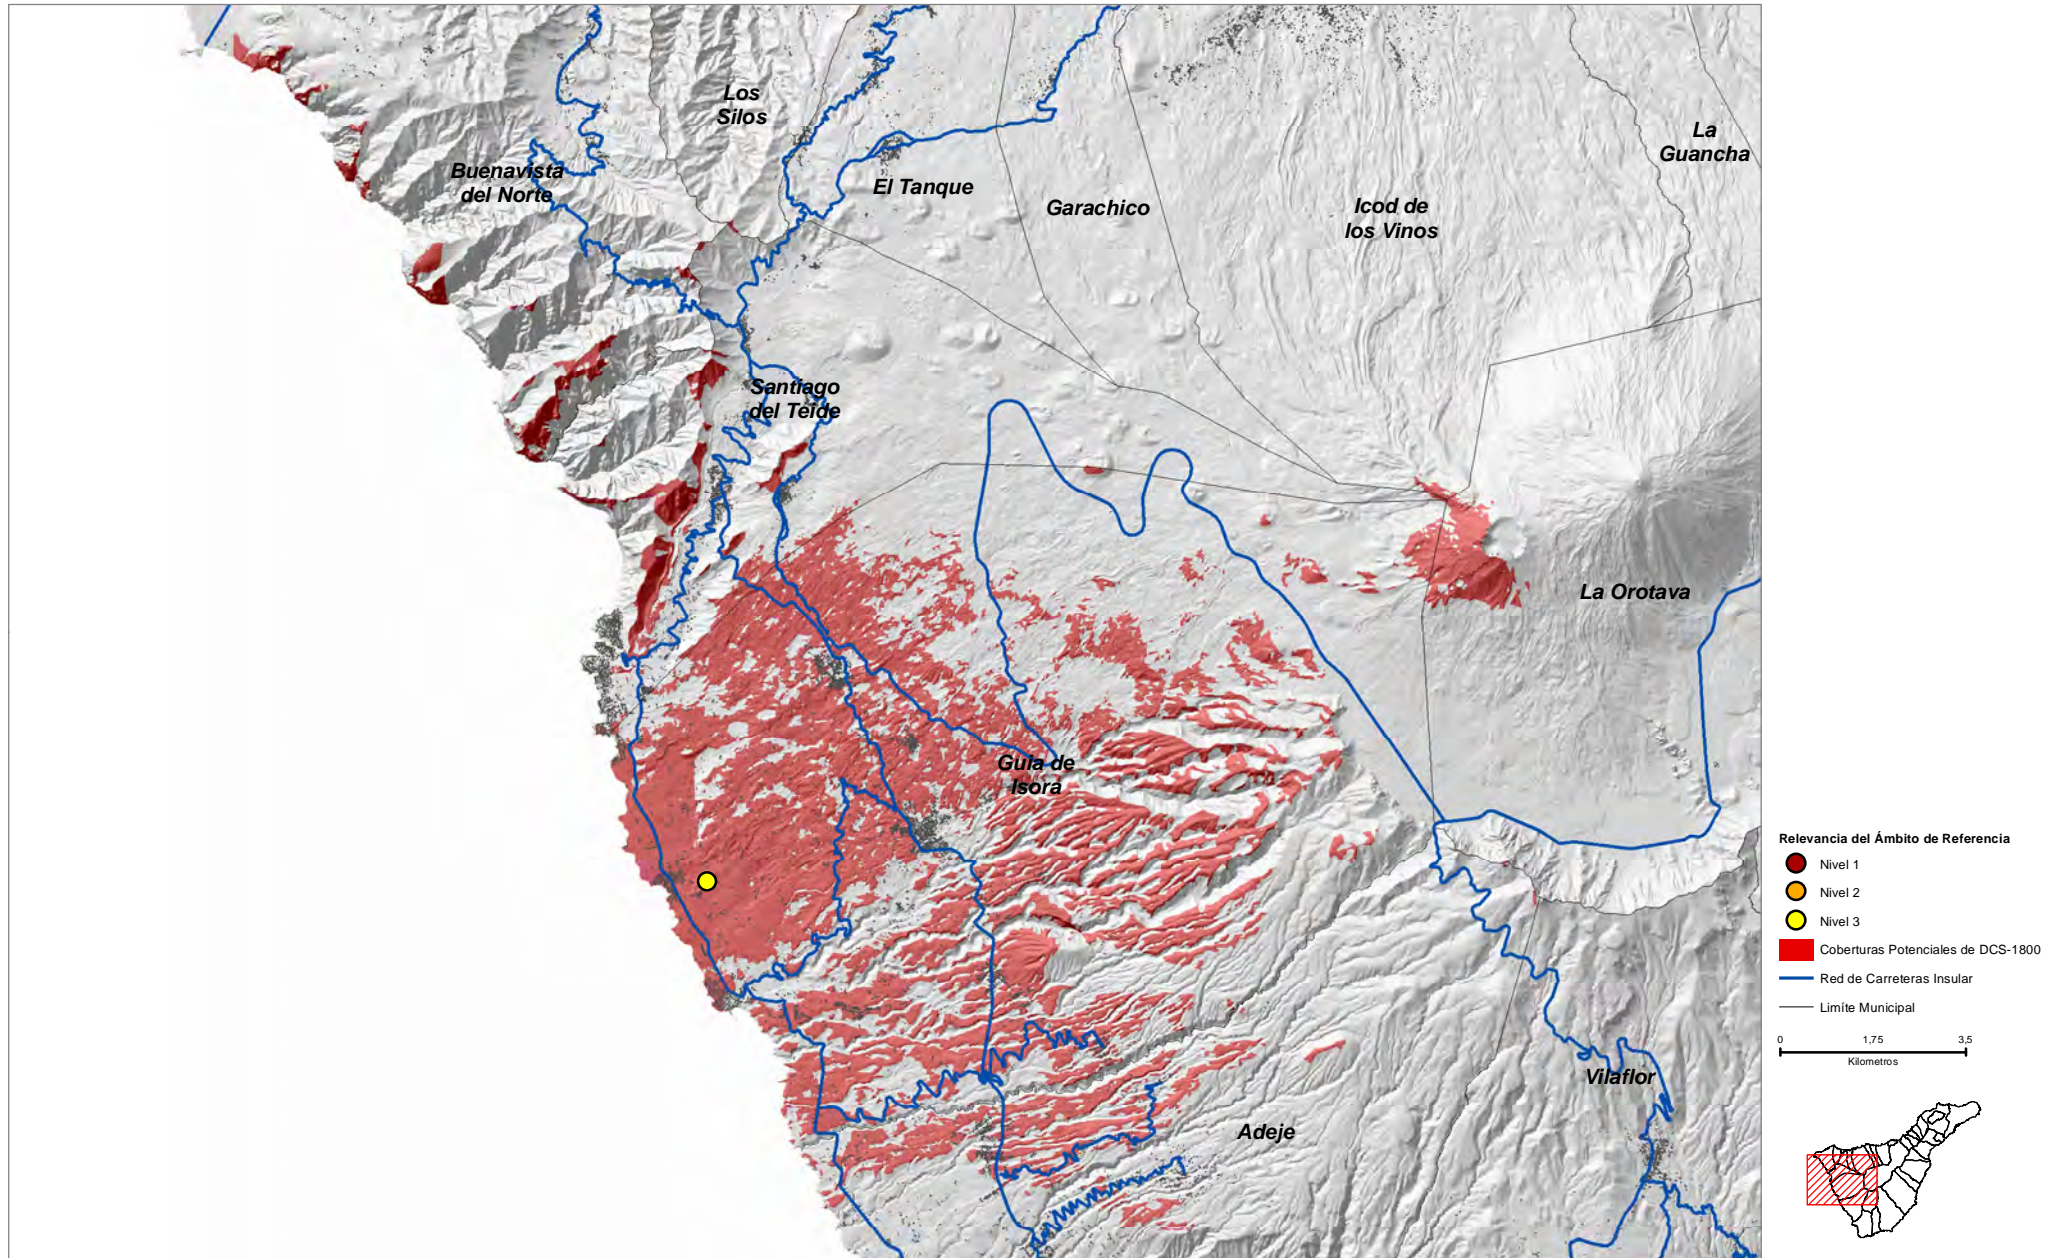 Los
Silos
La
Guancha
Buenavista
del Norte
El Tanque
Garachico
Icod de
los Vinos
Santiago
del Teide
La Orotava
Guia de
Isora
Vilaflor
Adeje
Relevancia del Ámbito de Referencia
Nivel 1
Nivel 2
Nivel 3
Coberturas Potenciales de DCS-1800
Red de Carreteras Insular
Limíte Municipal
0 1,75 3,5
Kilometros